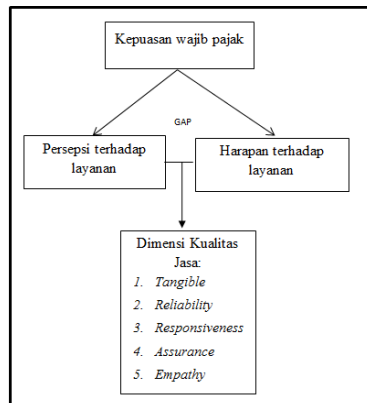 Kepuasan wajib pajak
GAP
Persepsi terhadap
layanan
Harapan terhadap
layanan
Dimensi Kualitas
Jasa:
1. Tangible
2. Reliability
3. Responsiveness
4. Assurance
5. Empathy